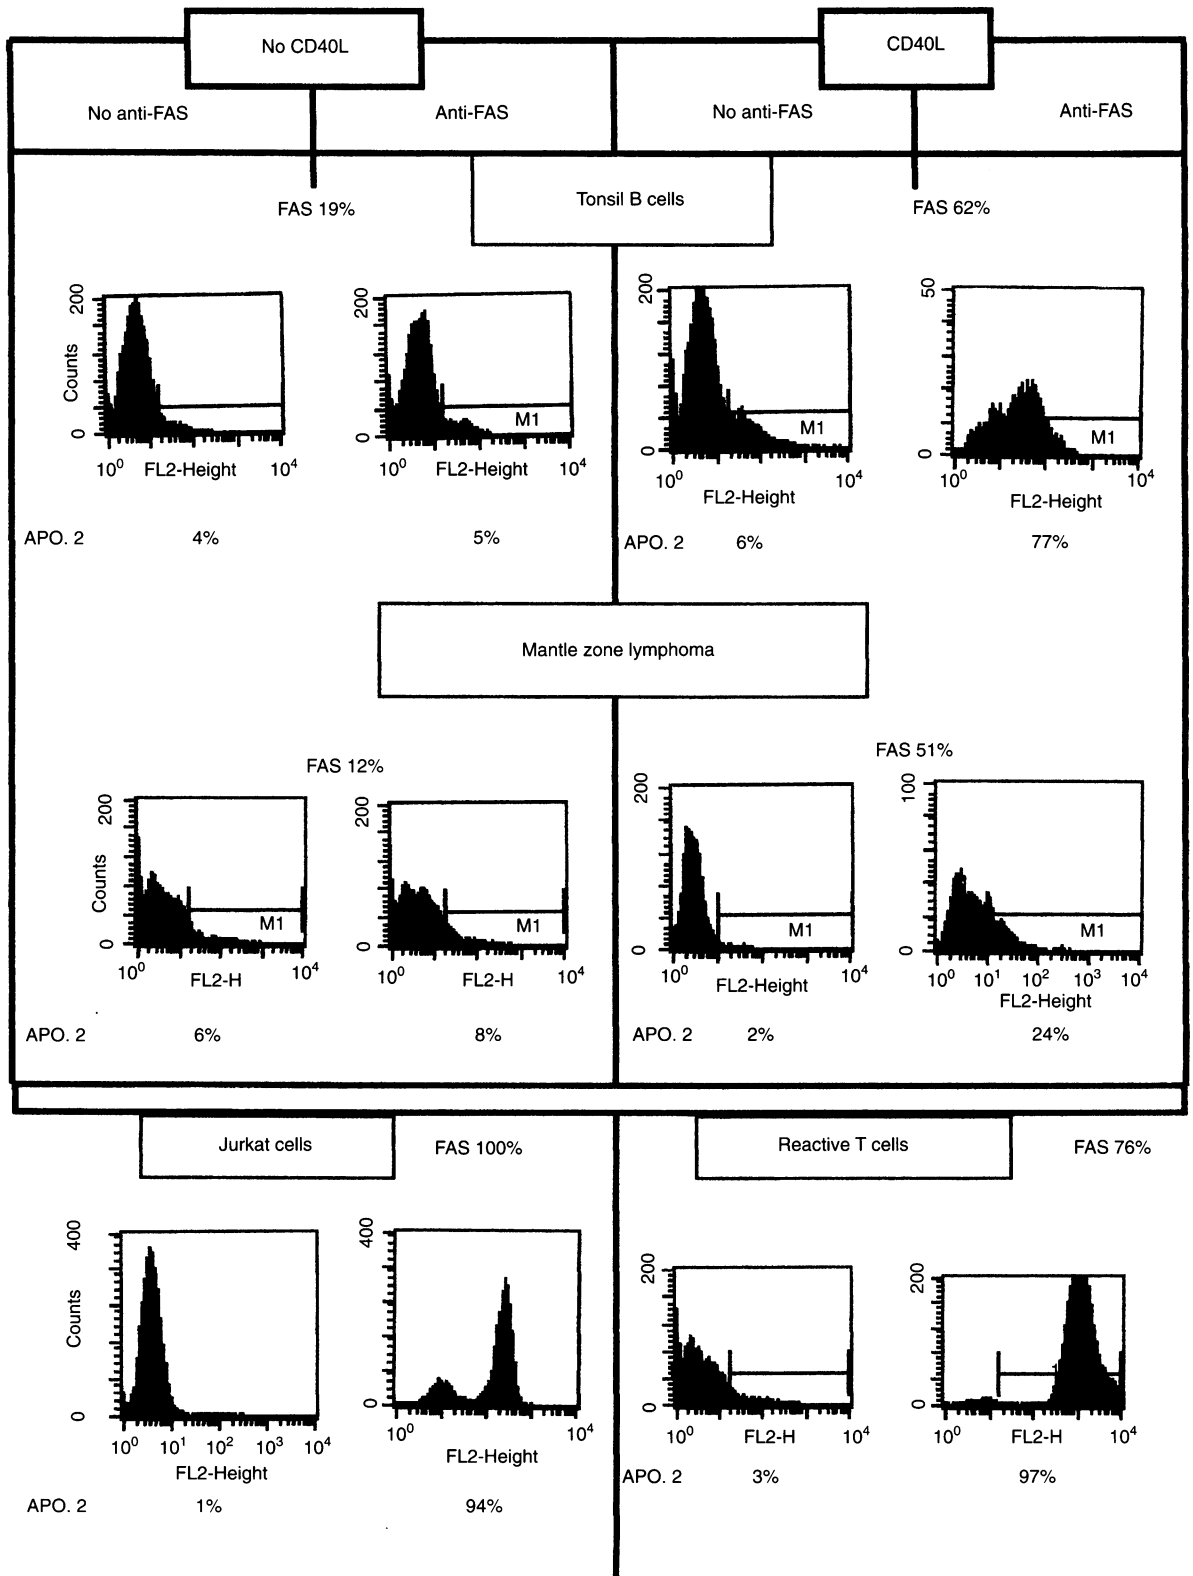 No CD40L
CD40L
No anti-FAS
Anti-FAS
No anti-FAS
Anti-FAS
Tonsil B cells
FAS 19%
FAS 62%
200
Counts
0
10⁰
FL2-Height
10⁴
200
0
M1
10⁰
FL2-Height
10⁴
200
0
M1
10⁰
FL2-Height
10⁴
50
0
M1
10⁰
FL2-Height
10⁴
APO. 2 4% 5%
APO. 2 6% 77%
Mantle zone lymphoma
FAS 12%
FAS 51%
200
Counts
0
M1
10⁰
FL2-H
10⁴
200
0
M1
10⁰
FL2-H
10⁴
200
0
M1
10⁰
FL2-Height
10⁴
100
0
M1
10⁰ 10¹ 10² 10³ 10⁴
FL2-Height
APO. 2 6% 8%
APO. 2 2% 24%
Jurkat cells
FAS 100%
Reactive T cells
FAS 76%
400
Counts
0
10⁰ 10¹ 10² 10³ 10⁴
FL2-Height
400
0
10⁰ 10⁴
FL2-Height
200
0
10⁰
FL2-H
10⁴
200
0
10⁰
FL2-H
10⁴
APO. 2 1% 94%
APO. 2 3% 97%